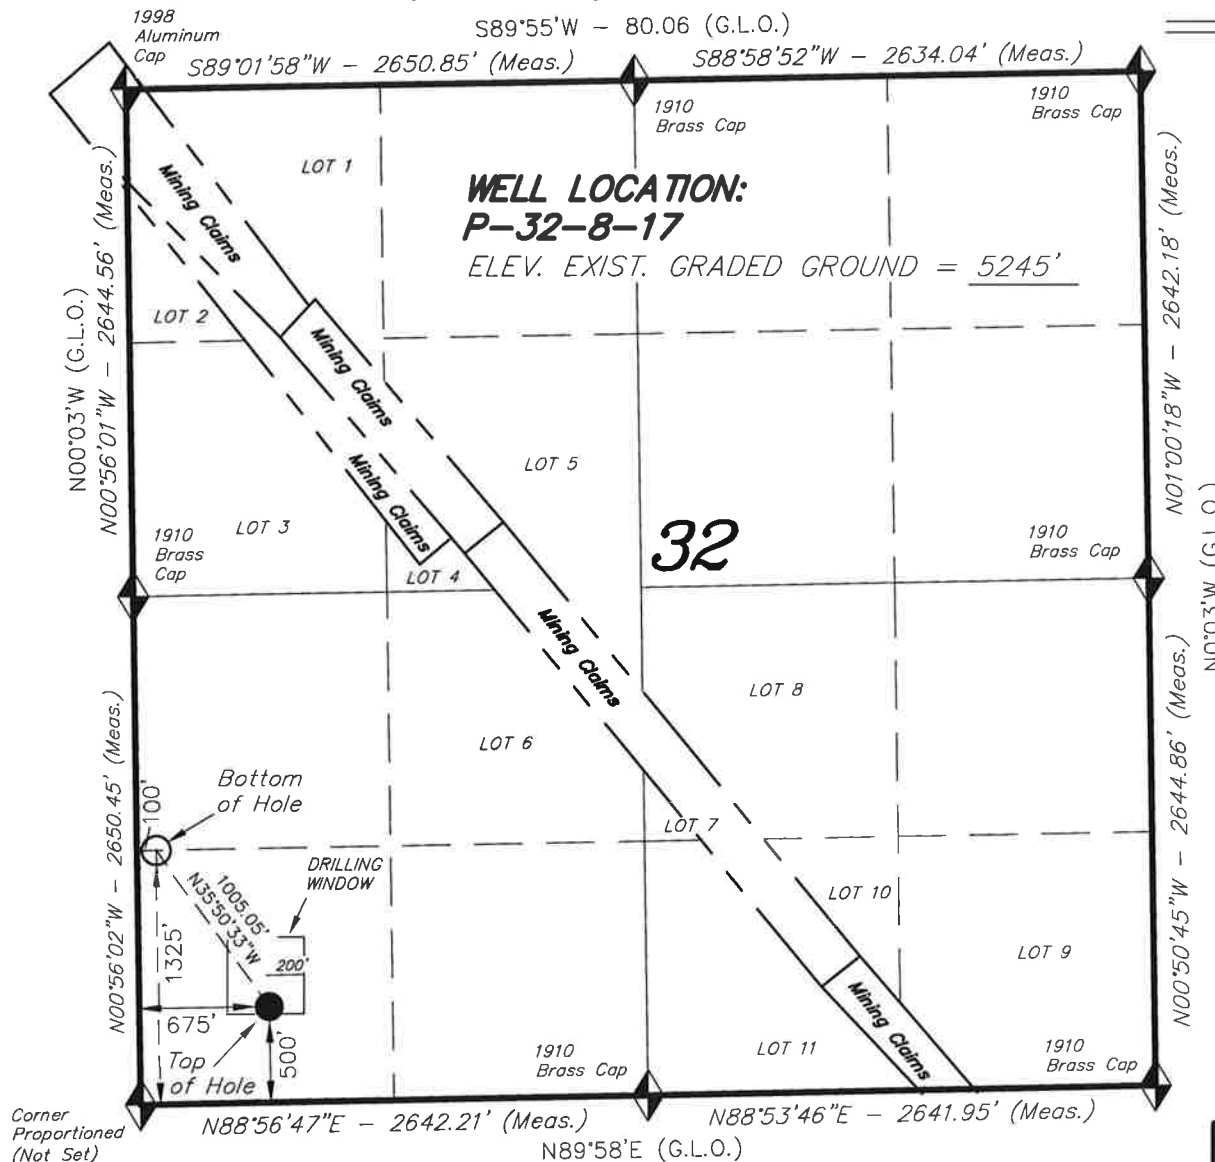 1998
Aluminum
Cap
S89°55'W - 80.06 (G.L.O.)
S89°01'58"W - 2650.85' (Meas.)
S88°58'52"W - 2634.04' (Meas.)
1910
Brass Cap
1910
Brass Cap
LOT 1
Mining Claims
WELL LOCATION:
P-32-8-17
ELEV. EXIST. GRADED GROUND = 5245'
N00°03'W (G.L.O.)
N00°56'01"W - 2644.56' (Meas.)
N01°00'18"W - 2642.18' (Meas.)
LOT 2
Mining Claims
LOT 5
Mining Claims
LOT 3
1910
Brass
Cap
LOT 4
32
1910
Brass Cap
N0°03'W (G.L.O.)
Mining Claims
LOT 8
LOT 6
N00°56'02"W - 2650.45' (Meas.)
N00°50'45"W - 2644.86' (Meas.)
100'
Bottom
of Hole
LOT 7
DRILLING
WINDOW
1005.05'
N35°50'33"W
1325'
200'
LOT 10
LOT 9
675'
500'
Top
of Hole
Mining Claims
1910
Brass Cap
LOT 11
1910
Brass Cap
Corner
Proportioned
(Not Set)
N88°56'47"E - 2642.21' (Meas.)
N88°53'46"E - 2641.95' (Meas.)
N89°58'E (G.L.O.)